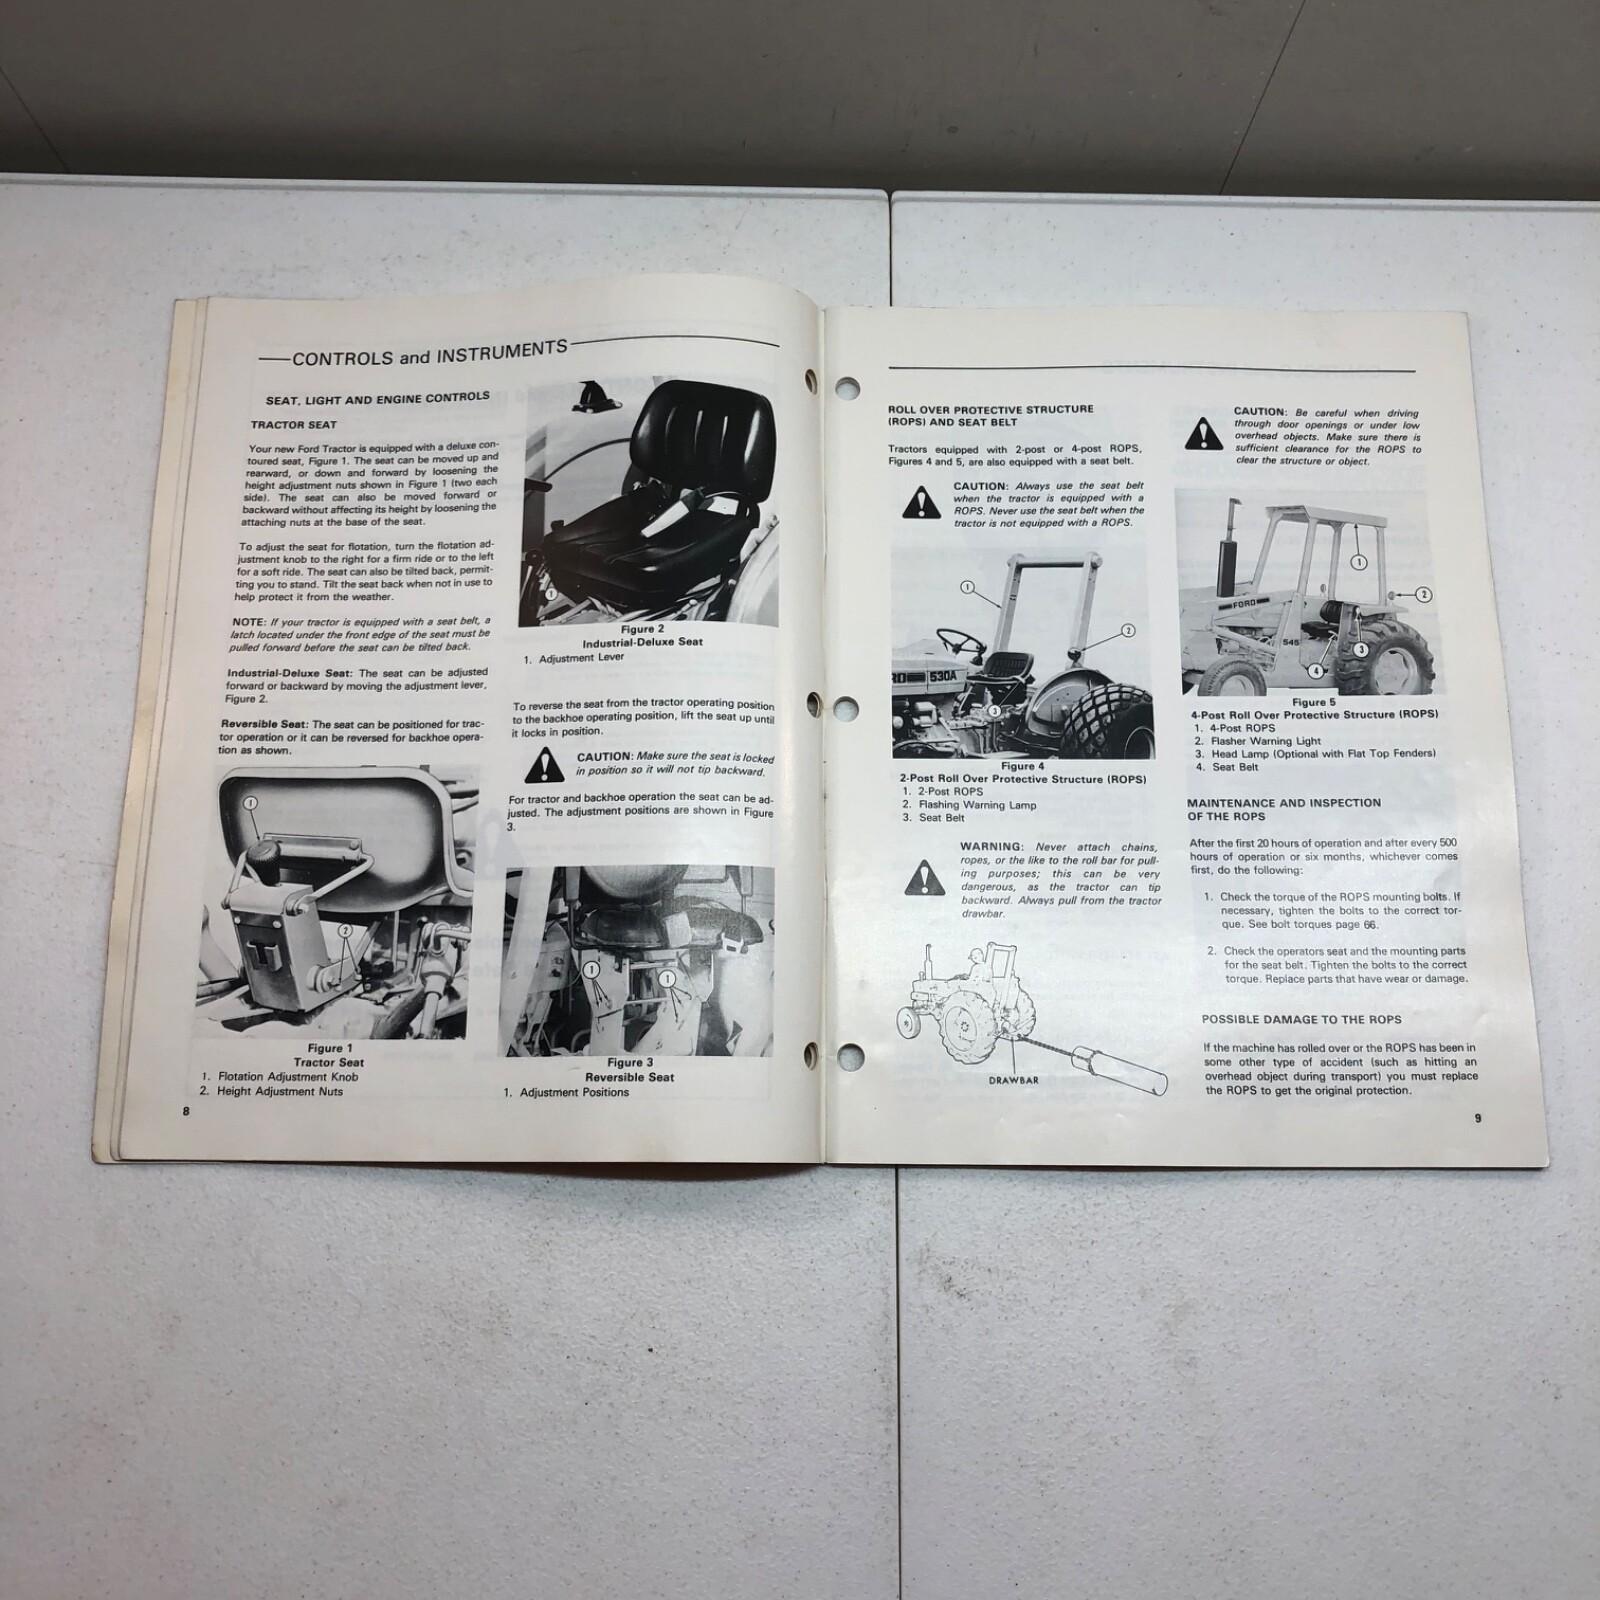 CONTROLS and INSTRUMENTS
SEAT, LIGHT AND ENGINE CONTROLS
TRACTOR SEAT
Your new Ford Tractor is equipped with a deluxe con-
toured seat, Figure 1. The seat can be moved up and
rearward, or down and forward by loosening the
height adjustment nuts shown in Figure 1 (two each
side). The seat can also be moved forward or
backward without affecting its height by loosening the
attaching nuts at the base of the seat.
To adjust the seat for flotation, turn the flotation ad-
justment knob to the right for a firm ride or to the left
for a soft ride. The seat can also be tilted back, permit-
ting you to stand. Tilt the seat back when not in use to
help protect it from the weather.
NOTE: If your tractor is equipped with a seat belt, a
latch located under the front edge of the seat must be
pulled forward before the seat can be tilted back.
Industrial-Deluxe Seat: The seat can be adjusted
forward or backward by moving the adjustment lever,
Figure 2.
Reversible Seat: The seat can be positioned for trac-
tor operation or it can be reversed for backhoe opera-
tion as shown.
1
2
Figure 1
Tractor Seat
1. Flotation Adjustment Knob
2. Height Adjustment Nuts
8
1
Figure 2
Industrial-Deluxe Seat
1. Adjustment Lever
To reverse the seat from the tractor operating position
to the backhoe operating position, lift the seat up until
it locks in position.
CAUTION: Make sure the seat is locked
in position so it will not tip backward.
For tractor and backhoe operation the seat can be ad-
justed. The adjustment positions are shown in Figure
3.
1
1
Figure 3
Reversible Seat
1. Adjustment Positions
ROLL OVER PROTECTIVE STRUCTURE
(ROPS) AND SEAT BELT
Tractors equipped with 2-post or 4-post ROPS,
Figures 4 and 5, are also equipped with a seat belt.
CAUTION: Always use the seat belt
when the tractor is equipped with a
ROPS. Never use the seat belt when the
tractor is not equipped with a ROPS.
1
2
RD 530A
3
Figure 4
2-Post Roll Over Protective Structure (ROPS)
1. 2-Post ROPS
2. Flashing Warning Lamp
3. Seat Belt
WARNING: Never attach chains,
ropes, or the like to the roll bar for pull-
ing purposes; this can be very
dangerous, as the tractor can tip
backward. Always pull from the tractor
drawbar.
DRAWBAR
CAUTION: Be careful when driving
through door openings or under low
overhead objects. Make sure there is
sufficient clearance for the ROPS to
clear the structure or object.
1
2
FORD
545
3
4
Figure 5
4-Post Roll Over Protective Structure (ROPS)
1. 4-Post ROPS
2. Flasher Warning Light
3. Head Lamp (Optional with Flat Top Fenders)
4. Seat Belt
MAINTENANCE AND INSPECTION
OF THE ROPS
After the first 20 hours of operation and after every 500
hours of operation or six months, whichever comes
first, do the following:
1. Check the torque of the ROPS mounting bolts. If
necessary, tighten the bolts to the correct tor-
que. See bolt torques page 66.
2. Check the operators seat and the mounting parts
for the seat belt. Tighten the bolts to the correct
torque. Replace parts that have wear or damage.
POSSIBLE DAMAGE TO THE ROPS
If the machine has rolled over or the ROPS has been in
some other type of accident (such as hitting an
overhead object during transport) you must replace
the ROPS to get the original protection.
9